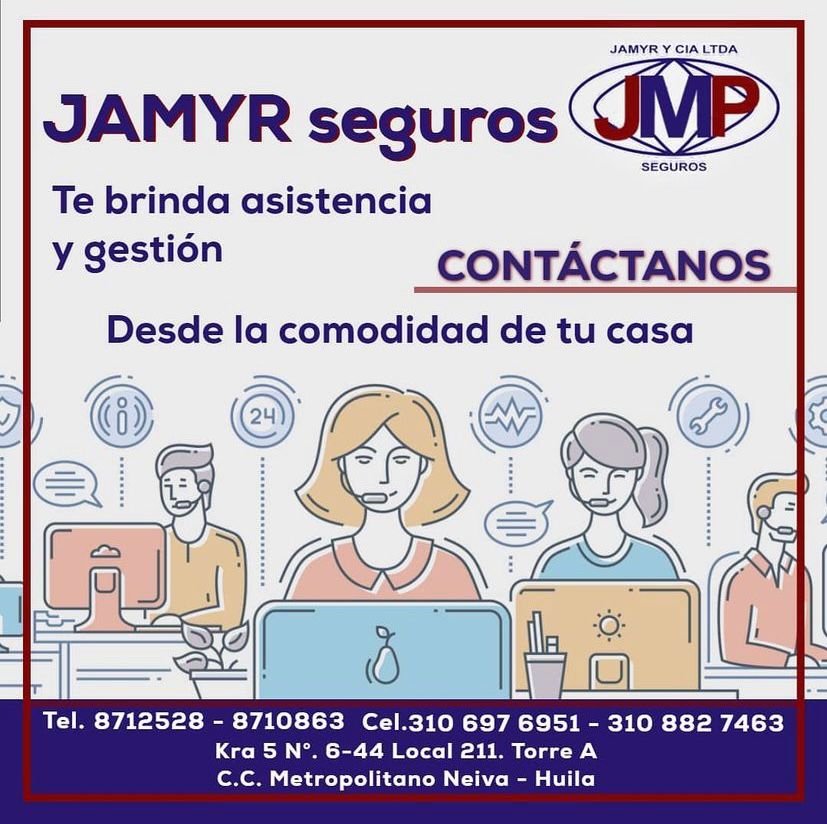 JAMYR Y CIA LTDA
JMP
SEGUROS
JAMYR seguros
Te brinda asistencia
y gestión
CONTÁCTANOS
Desde la comodidad de tu casa
24
Tel. 8712528 - 8710863 Cel.310 697 6951 - 310 882 7463
Kra 5 N°. 6-44 Local 211. Torre A
C.C. Metropolitano Neiva - Huila